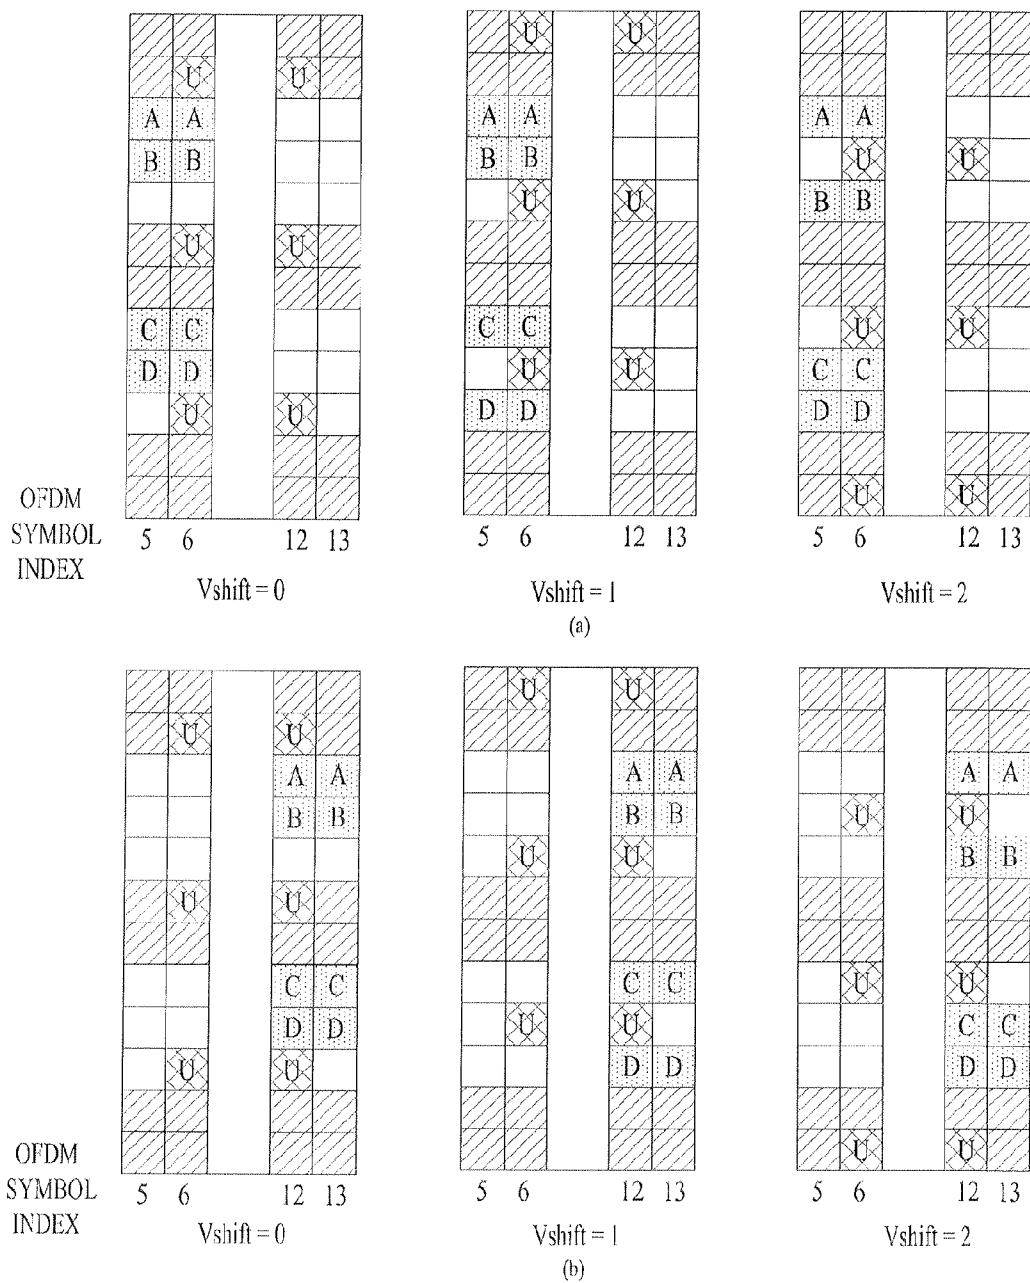 U U
U U
A A A A A A
B B B B U U
U U B B
U U
C C C C U U
D D U U C C
U U D D D D
U U
OFDM
SYMBOL
INDEX
5 6 12 13 5 6 12 13 5 6 12 13
Vshift = 0 Vshift = 1 Vshift = 2
(a)
U U
U U
A A A A A A
B B B B U U
U U B B
U U
C C C C U U
D D U U C C
U U D D D D
U U
OFDM
SYMBOL
INDEX
5 6 12 13 5 6 12 13 5 6 12 13
Vshift = 0 Vshift = 1 Vshift = 2
(b)